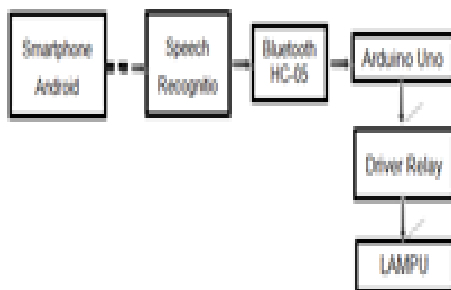 Smartphone
Android
Speech
Recognitio
Bluetooth
HC-05
Arduino Uno
Driver Relay
LAMPU